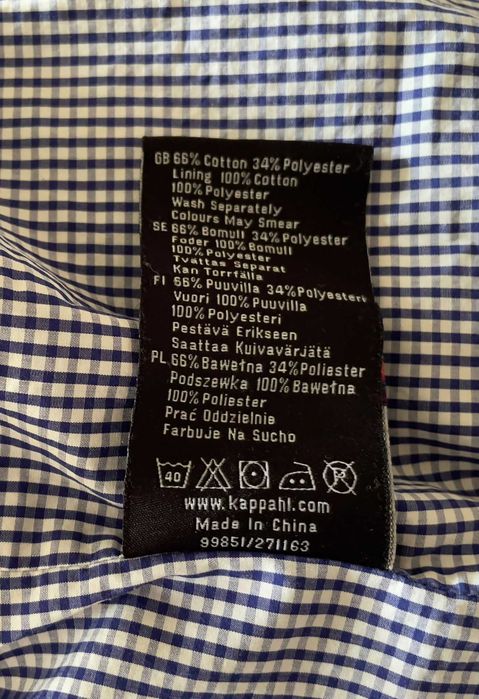 GB 66% Cotton 34% Polyester
Lining 100% Cotton
100% Polyester
Wash Separately
Colours May Smear
SE 66% Bomull 34% Polyester
Foder 100% Bomull
100% Polyester
Tvättas Separat
Kan Torrfälla
FI 66% Puuvilla 34% Polyesteri
Vuori 100% Puuvilla
100% Polyesteri
Pestävä Erikseen
Saattaa Kuivavärjätä
PL 66% Bawełna 34% Poliester
Podszewka 100% Bawełna
100% Poliester
Prać Oddzielnie
Farbuje Na Sucho
40
www.kappahl.com
Made In China
99851/271163